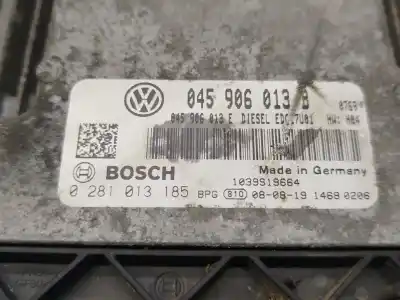 045 906 013 B 0769
045 906 013 E DIESEL EDC17U01 HW: H04
BOSCH Made in Germany
1039S19664
0 281 013 185 BPG 810 08-08-19 1468 0206